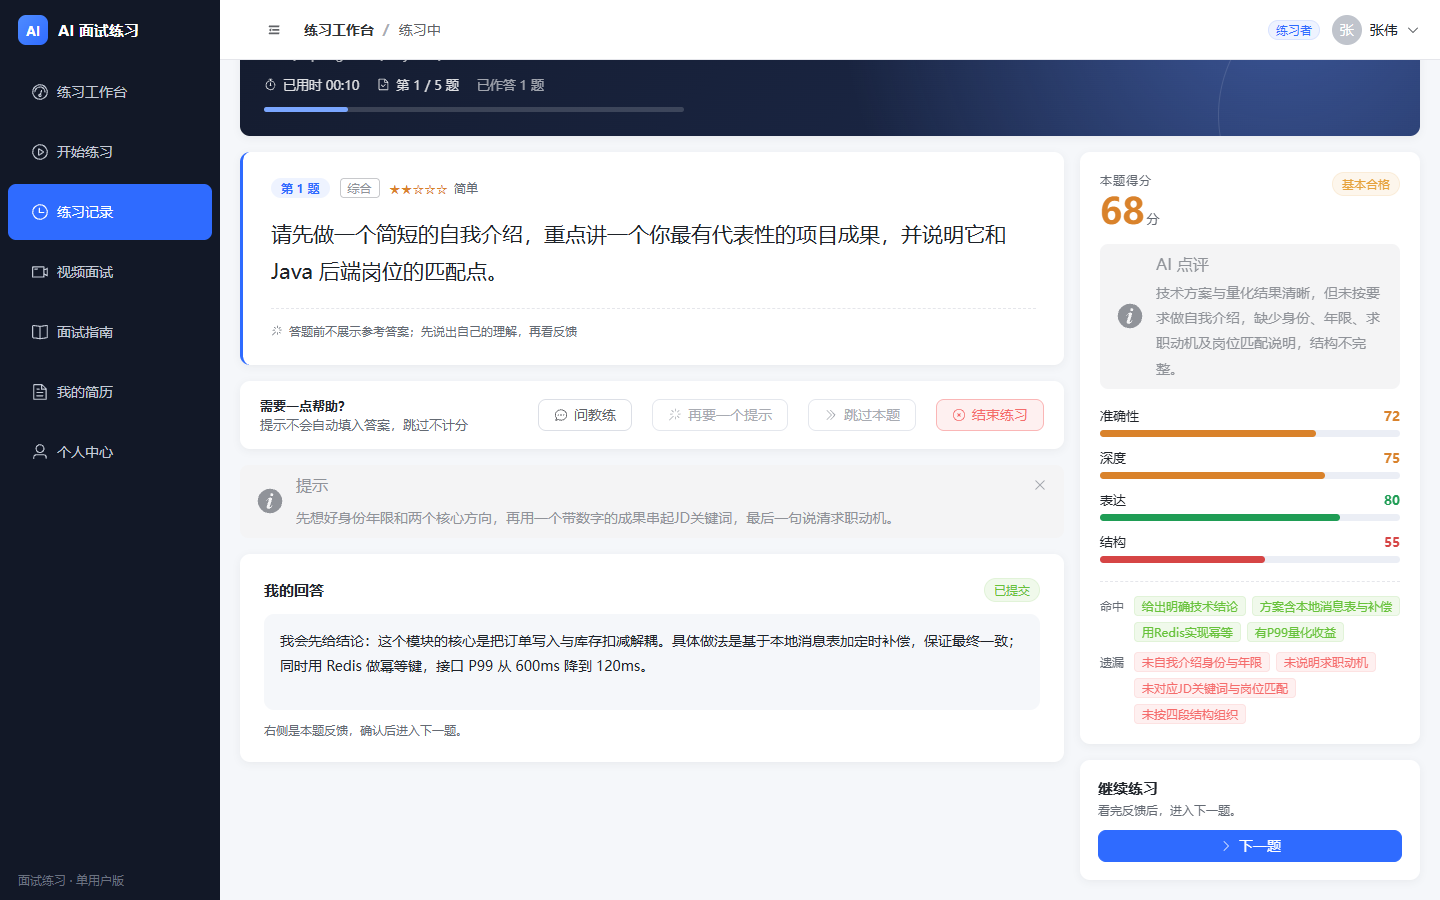 AI
AI 面试练习
练习工作台
开始练习
练习记录
视频面试
面试指南
我的简历
个人中心
面试练习 · 单用户版
练习工作台 / 练习中
练习者
张
张伟
已用时 00:10
第 1 / 5 题
已作答 1 题
第 1 题
综合
★★☆☆☆ 简单
请先做一个简短的自我介绍，重点讲一个你最有代表性的项目成果，并说明它和
Java 后端岗位的匹配点。
答题前不展示参考答案；先说出自己的理解，再看反馈
需要一点帮助?
提示不会自动填入答案，跳过不计分
问教练
再要一个提示
跳过本题
结束练习
提示
先想好身份年限和两个核心方向，再用一个带数字的成果串起JD关键词，最后一句说清求职动机。
我的回答
已提交
我会先给结论：这个模块的核心是把订单写入与库存扣减解耦。具体做法是基于本地消息表加定时补偿，保证最终一致；
同时用 Redis 做幂等键，接口 P99 从 600ms 降到 120ms。
右侧是本题反馈，确认后进入下一题。
本题得分
基本合格
68分
AI 点评
技术方案与量化结果清晰，但未按要
求做自我介绍，缺少身份、年限、求
职动机及岗位匹配说明，结构不完
整。
准确性 72
深度 75
表达 80
结构 55
命中 给出明确技术结论 方案含本地消息表与补偿
用Redis实现幂等 有P99量化收益
遗漏 未自我介绍身份与年限 未说明求职动机
未对应JD关键词与岗位匹配
未按四段结构组织
继续练习
看完反馈后，进入下一题。
下一题